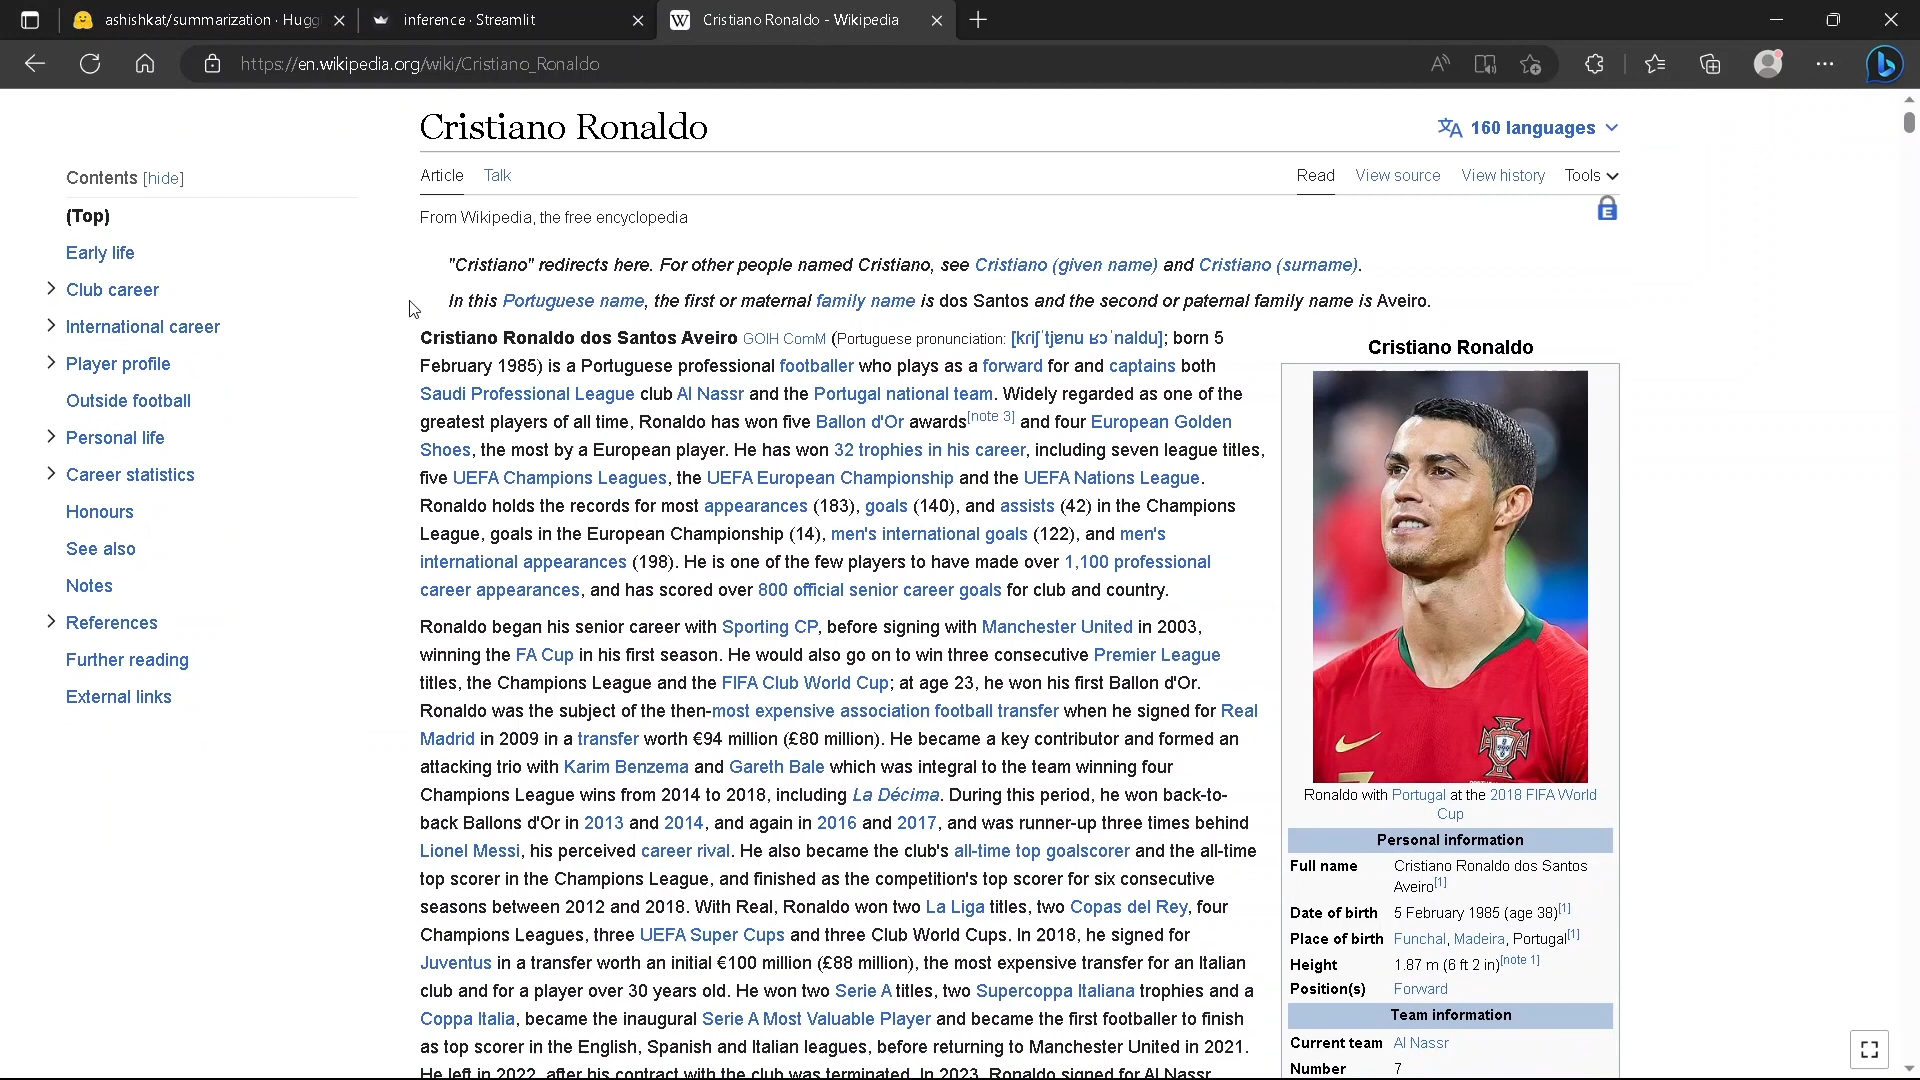 ashishkat/summarization · Hugg
inference · Streamlit
Cristiano Ronaldo - Wikipedia
https://en.wikipedia.org/wiki/Cristiano_Ronaldo
Cristiano Ronaldo
160 languages
Contents [hide]
(Top)
Early life
Club career
International career
Player profile
Outside football
Personal life
Career statistics
Honours
See also
Notes
References
Further reading
External links
Article Talk
Read View source View history Tools
From Wikipedia, the free encyclopedia
"Cristiano" redirects here. For other people named Cristiano, see Cristiano (given name) and Cristiano (surname).
In this Portuguese name, the first or maternal family name is dos Santos and the second or paternal family name is Aveiro.
Cristiano Ronaldo dos Santos Aveiro GOIH ComM (Portuguese pronunciation: [kɾiʃˈtjɐnu ʁɔˈnaldu]; born 5
February 1985) is a Portuguese professional footballer who plays as a forward for and captains both
Saudi Professional League club Al Nassr and the Portugal national team. Widely regarded as one of the
greatest players of all time, Ronaldo has won five Ballon d'Or awards[note 3] and four European Golden
Shoes, the most by a European player. He has won 32 trophies in his career, including seven league titles,
five UEFA Champions Leagues, the UEFA European Championship and the UEFA Nations League.
Ronaldo holds the records for most appearances (183), goals (140), and assists (42) in the Champions
League, goals in the European Championship (14), men's international goals (122), and men's
international appearances (198). He is one of the few players to have made over 1,100 professional
career appearances, and has scored over 800 official senior career goals for club and country.
Ronaldo began his senior career with Sporting CP, before signing with Manchester United in 2003,
winning the FA Cup in his first season. He would also go on to win three consecutive Premier League
titles, the Champions League and the FIFA Club World Cup; at age 23, he won his first Ballon d'Or.
Ronaldo was the subject of the then-most expensive association football transfer when he signed for Real
Madrid in 2009 in a transfer worth €94 million (£80 million). He became a key contributor and formed an
attacking trio with Karim Benzema and Gareth Bale which was integral to the team winning four
Champions League wins from 2014 to 2018, including La Décima. During this period, he won back-to-
back Ballons d'Or in 2013 and 2014, and again in 2016 and 2017, and was runner-up three times behind
Lionel Messi, his perceived career rival. He also became the club's all-time top goalscorer and the all-time
top scorer in the Champions League, and finished as the competition's top scorer for six consecutive
seasons between 2012 and 2018. With Real, Ronaldo won two La Liga titles, two Copas del Rey, four
Champions Leagues, three UEFA Super Cups and three Club World Cups. In 2018, he signed for
Juventus in a transfer worth an initial €100 million (£88 million), the most expensive transfer for an Italian
club and for a player over 30 years old. He won two Serie A titles, two Supercoppa Italiana trophies and a
Coppa Italia, became the inaugural Serie A Most Valuable Player and became the first footballer to finish
as top scorer in the English, Spanish and Italian leagues, before returning to Manchester United in 2021.
He left in 2022, after his contract with the club was terminated. In 2023, Ronaldo signed for Al Nassr.
Cristiano Ronaldo
Ronaldo with Portugal at the 2018 FIFA World
Cup
Personal information
Full name Cristiano Ronaldo dos Santos
Aveiro[1]
Date of birth 5 February 1985 (age 38)[1]
Place of birth Funchal, Madeira, Portugal[1]
Height 1.87 m (6 ft 2 in)[note 1]
Position(s) Forward
Team information
Current team Al Nassr
Number 7